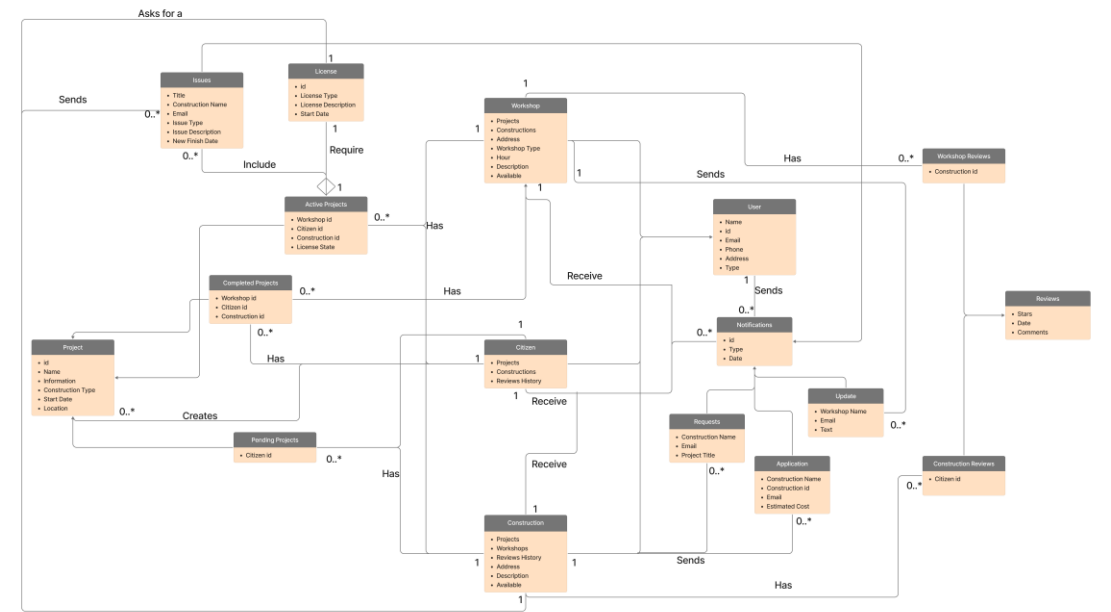 Asks for a
1
Issues
• Title
• Construction Name
• Email
• Issue Type
• Issue Description
• New Finish Date
Sends
0..*
0..*
License
• id
• License Type
• License Description
• Start Date
1
Require
Include
1
Active Projects
• Workshop id
• Citizen id
• Construction id
• License State
0..*
Has
Completed Projects
• Workshop id
• Citizen id
• Construction id
0..*
Has
0..*
Has
Project
• Id
• Name
• Information
• Construction Type
• Start Date
• Location
0..*
Creates
Pending Projects
• Citizen id
0..*
Has
1
Workshop
• Projects
• Constructions
• Address
• Workshop Type
• Hour
• Description
• Available
1
1
1
Has
0..*
Sends
Receive
1
Citizen
• Projects
• Constructions
• Reviews History
1
1
Receive
Receive
1
Construction
• Projects
• Workshops
• Reviews History
• Address
• Description
• Available
1
1
1
Sends
Has
User
• Name
• Id
• Email
• Phone
• Address
• Type
1
Sends
0..*
0..*
Notifications
• id
• Type
• Date
Update
• Workshop Name
• Email
• Text
0..*
Requests
• Construction Name
• Email
• Project Title
0..*
Application
• Construction Name
• Construction id
• Email
• Estimated Cost
0..*
Workshop Reviews
• Construction id
Reviews
• Stars
• Date
• Comments
Construction Reviews
• Citizen id
0..*